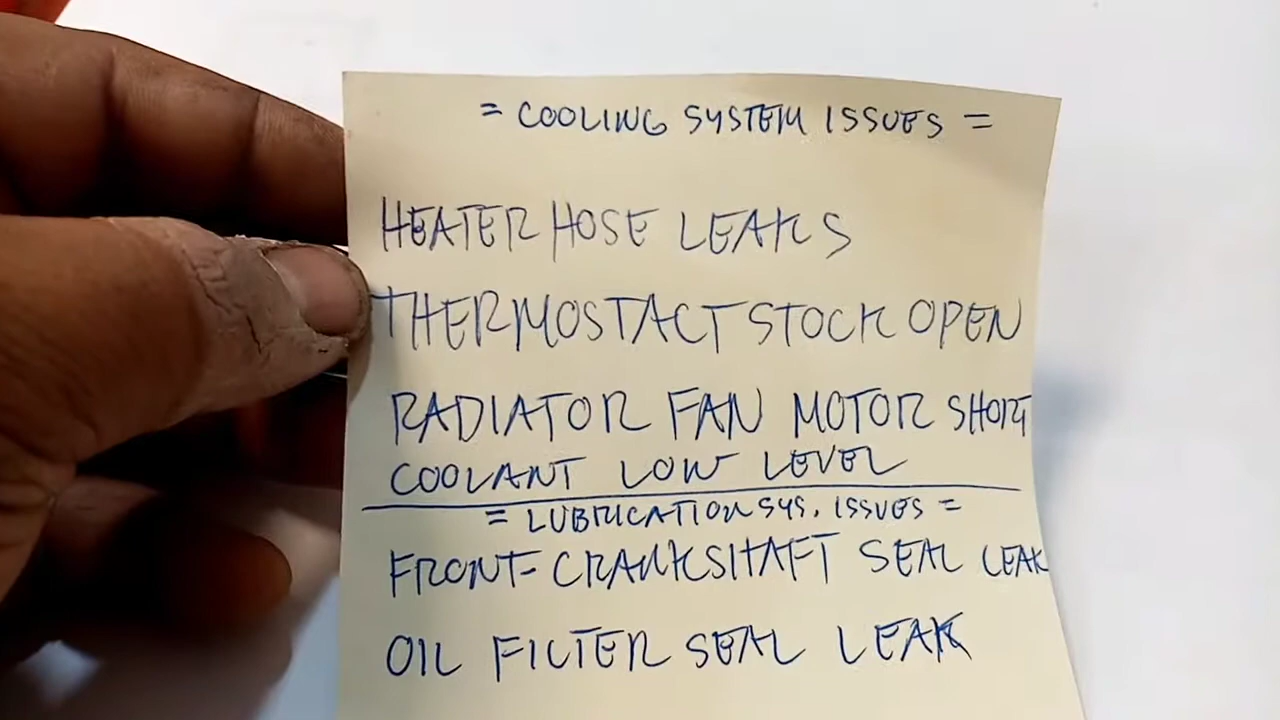 = COOLING SYSTEM ISSUES =
HEATER HOSE LEAKS
THERMOSTACT STOCK OPEN
RADIATOR FAN MOTOR SHORT
COOLANT LOW LEVEL
= LUBRICATION SYS. ISSUES =
FRONT-CRANKSHAFT SEAL LEAK
OIL FILTER SEAL LEAK